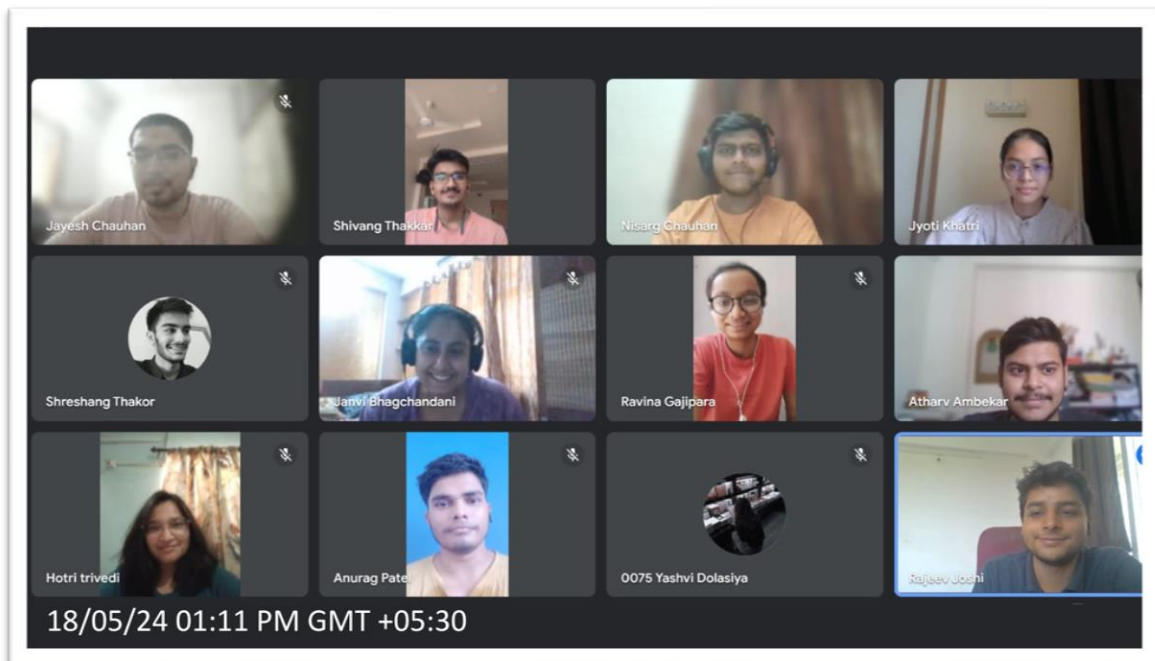 Jayesh Chauhan
Shivang Thakkar
Nisarg Chauhan
Jyoti Khatri
Shreshang Thakor
Janvi Bhagchandani
Ravina Gajipara
Atharv Ambekar
Hotri trivedi
Anurag Patel
0075 Yashvi Dolasiya
Rajeev Joshi
18/05/24 01:11 PM GMT +05:30